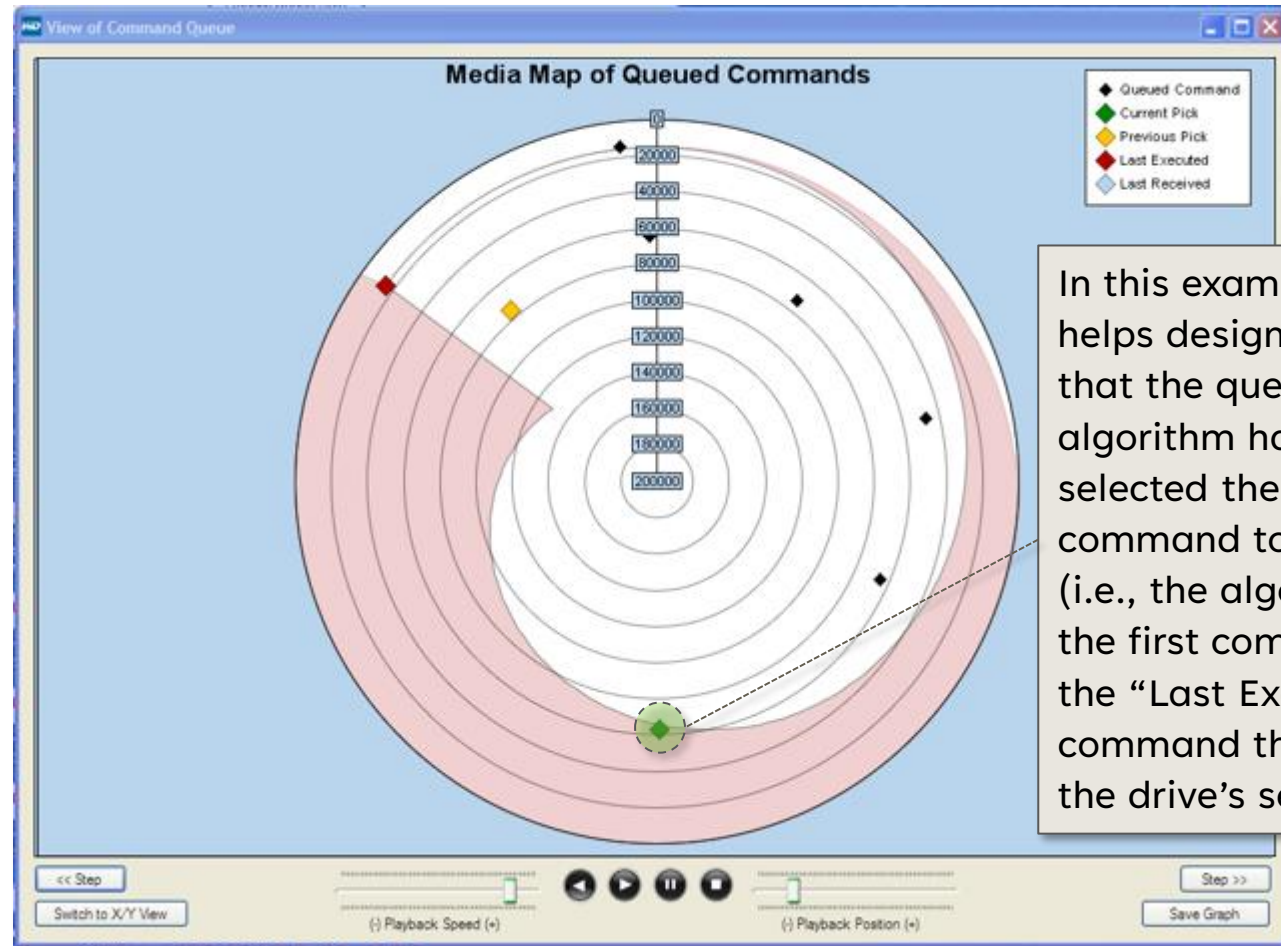 View of Command Queue
Media Map of Queued Commands
Queued Command
Current Pick
Previous Pick
Last Executed
Last Received
0
20000
40000
60000
80000
100000
120000
140000
160000
180000
200000
In this exam
helps design
that the que
algorithm ha
selected the
command to
(i.e., the algo
the first com
the “Last Ex
command th
the drive’s s
<< Step
Switch to X/Y View
(-) Playback Speed (+)
(-) Playback Position (+)
Step >>
Save Graph